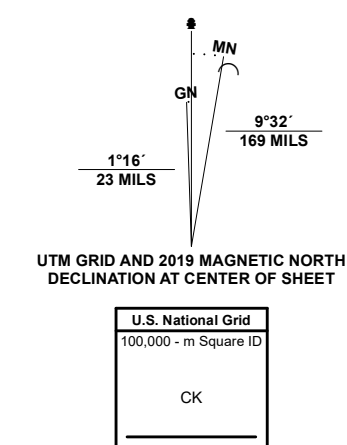 MN
GN
9°32´
169 MILS
1°16´
23 MILS
UTM GRID AND 2019 MAGNETIC NORTH
DECLINATION AT CENTER OF SHEET
U.S. National Grid
100,000 - m Square ID
CK